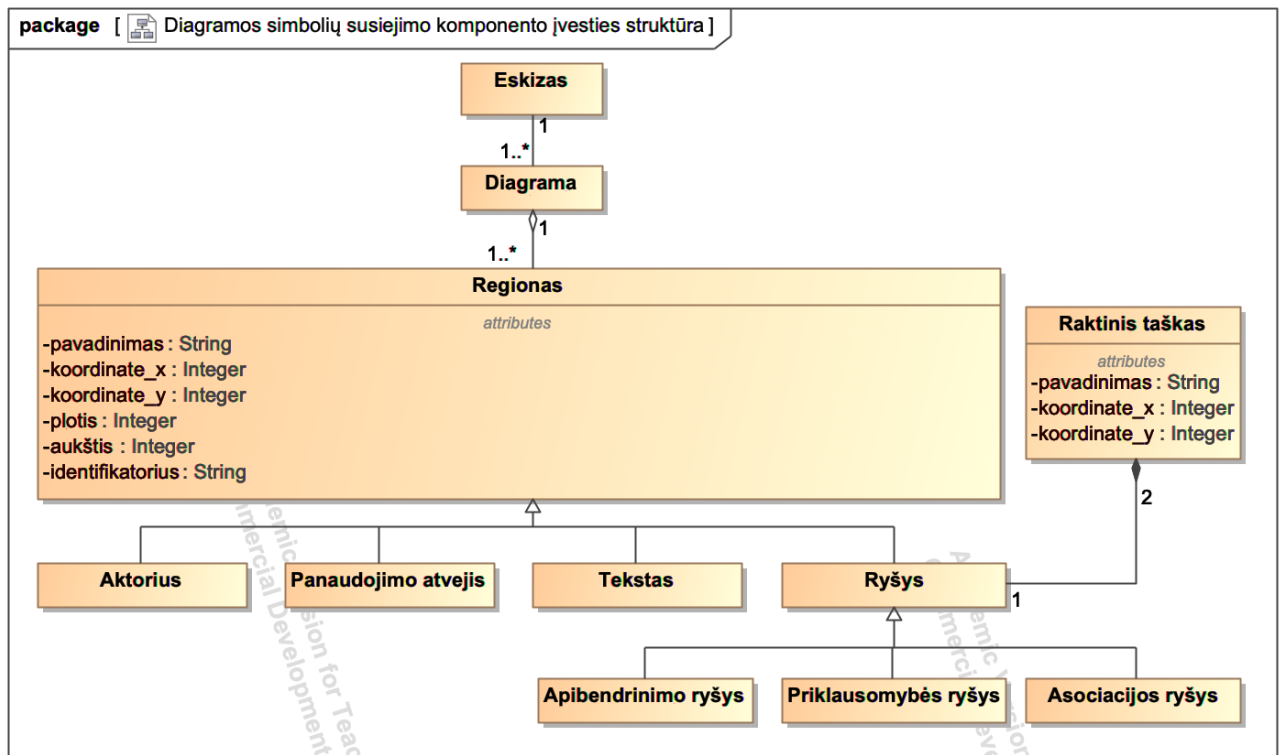 package [ Diagramos simbolių susiejimo komponento įvesties struktūra ]
Eskizas
1
1..*
Diagrama
1
1..*
Regionas
attributes
-pavadinimas : String
-koordinate_x : Integer
-koordinate_y : Integer
-plotis : Integer
-aukštis : Integer
-identifikatorius : String
Raktinis taškas
attributes
-pavadinimas : String
-koordinate_x : Integer
-koordinate_y : Integer
2
Aktorius
Panaudojimo atvejis
Tekstas
Ryšys
1
Apibendrinimo ryšys
Priklausomybės ryšys
Asociacijos ryšys